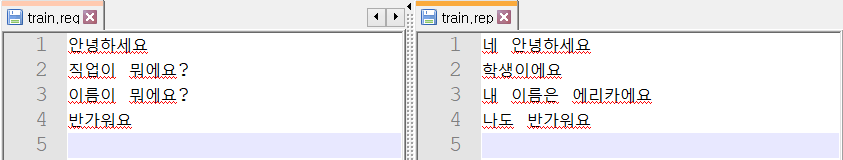 train.req
train.rep
1 안녕하세요
2 직업이 뭐에요?
3 이름이 뭐에요?
4 반가워요
5
1 네 안녕하세요
2 학생이에요
3 내 이름은 에리카에요
4 나도 반가워요
5